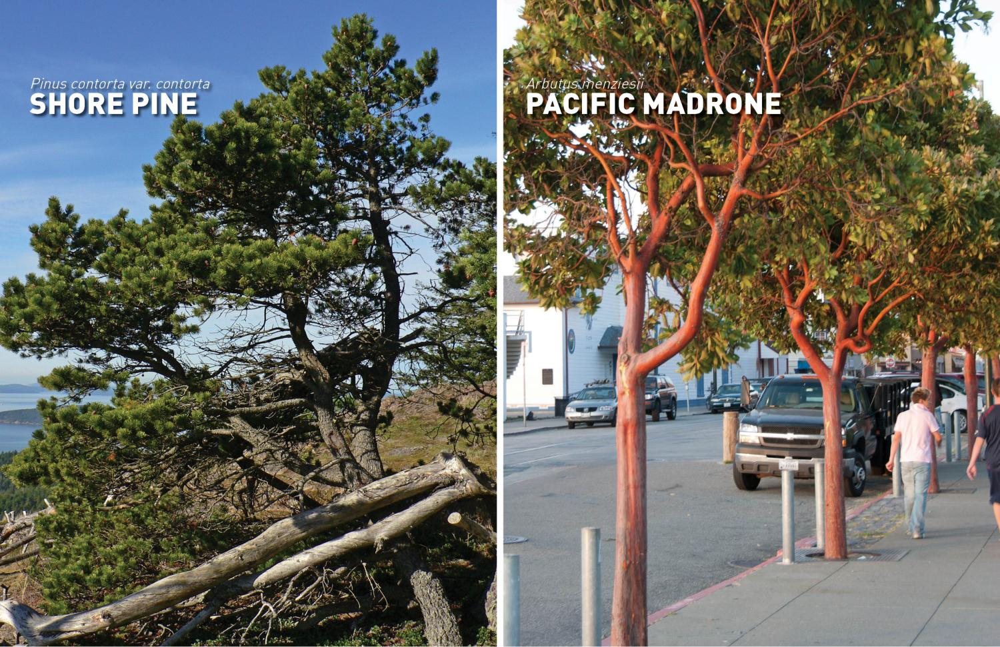 Pinus contorta var. contorta
SHORE PINE
Arbutus menziesii
PACIFIC MADRONE